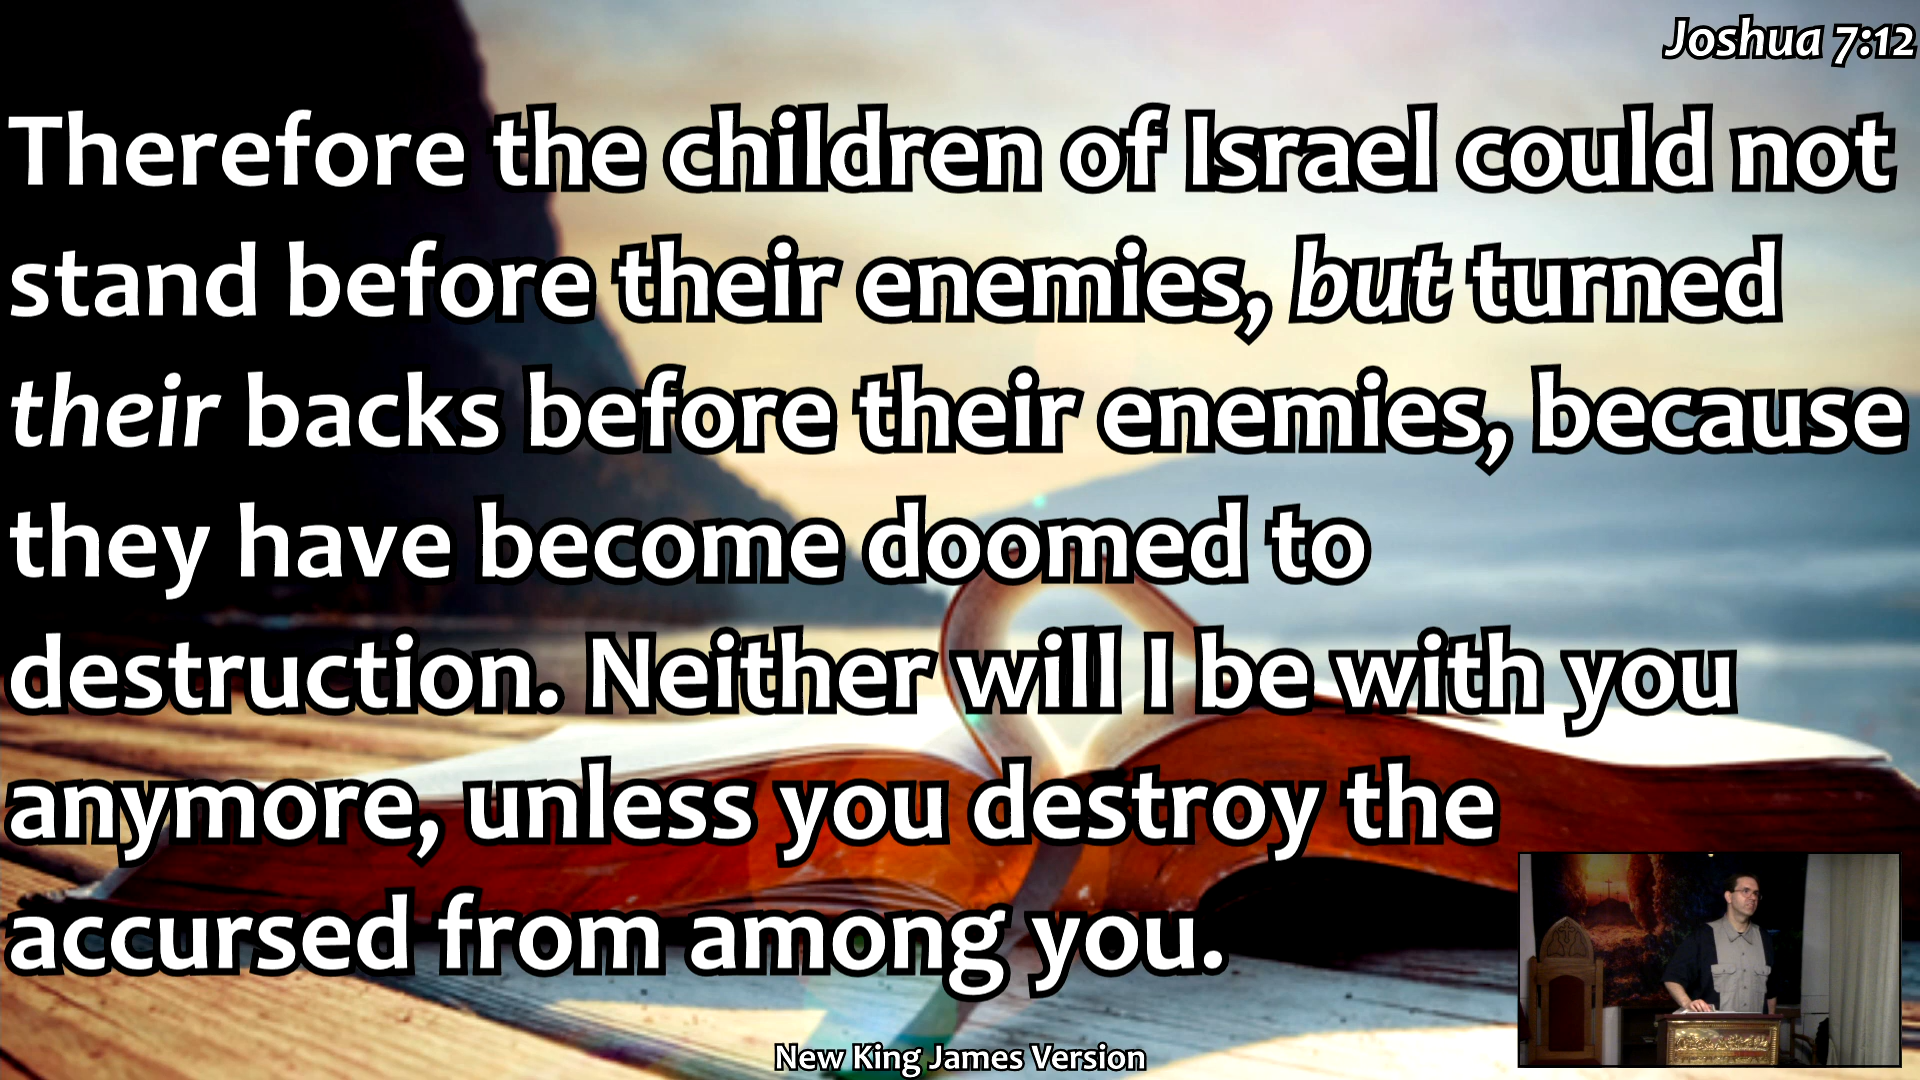 Joshua 7:12
Therefore the children of Israel could not
stand before their enemies, but turned
their backs before their enemies, because
they have become doomed to
destruction. Neither will I be with you
anymore, unless you destroy the
accursed from among you.
New King James Version